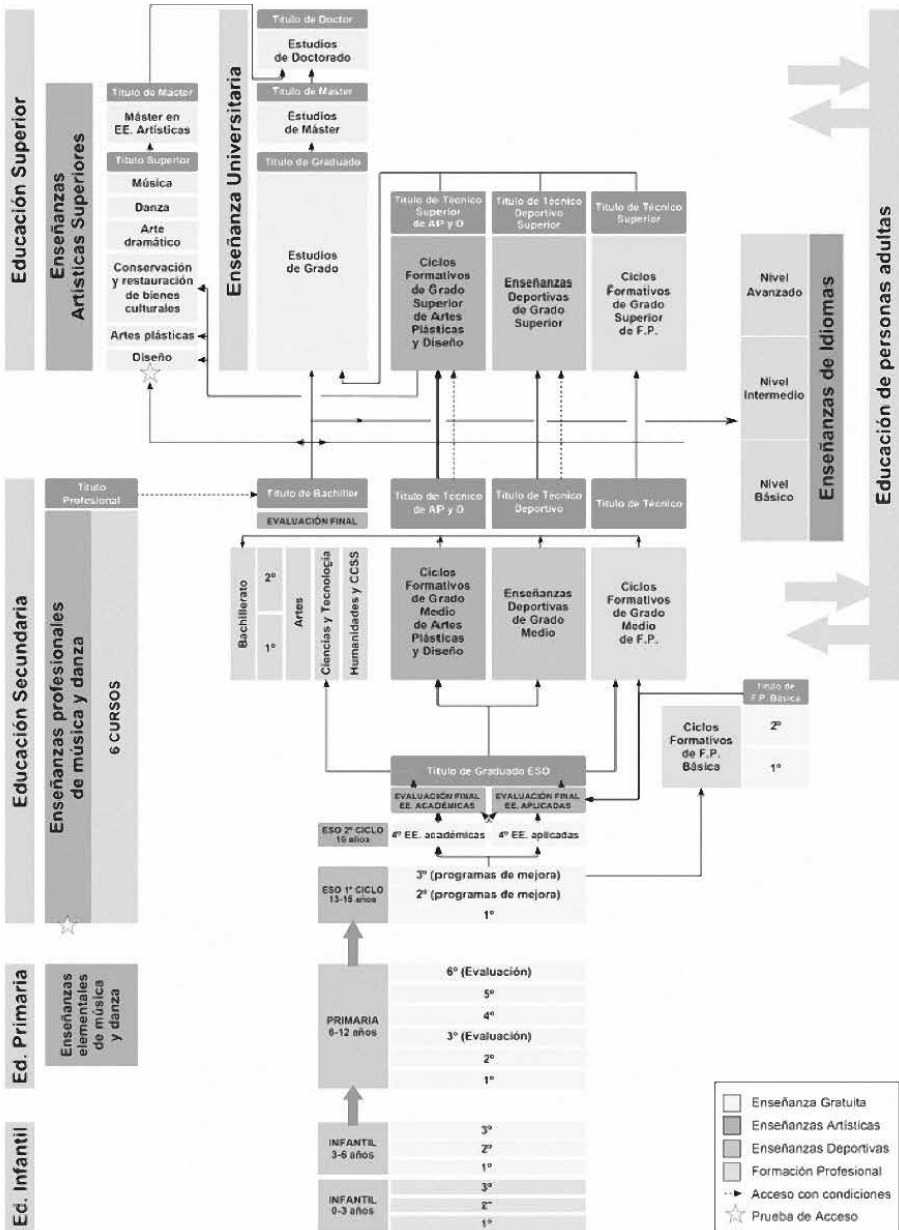 Educación Superior
Enseñanzas
Artísticas Superiores
Título de Máster
Máster en
EE. Artísticas
Título Superior
Música
Danza
Arte
dramático
Conservación
y restauración
de bienes
culturales
Artes plásticas
Diseño
Enseñanza Universitaria
Título de Doctor
Estudios
de Doctorado
Título de Máster
Estudios
de Máster
Título de Graduado
Estudios
de Grado
Título de Técnico
Superior
de AP y D
Ciclos
Formativos
de Grado
Superior
de Artes
Plásticas
y Diseño
Título de Técnico
Deportivo Superior
Enseñanzas
Deportivas
de Grado
Superior
Título de Técnico
Superior
Ciclos
Formativos
de Grado
Superior
de F.P.
Nivel
Avanzado
Nivel
Intermedio
Nivel
Básico
Enseñanzas de Idiomas
Educación de personas adultas
Educación Secundaria
Título
Profesional
Enseñanzas profesionales
de música y danza
6 CURSOS
Título de Bachiller
EVALUACIÓN FINAL
Bachillerato
2º
1º
Artes
Ciencias y Tecnología
Humanidades y CCSS
Título de Técnico
de AP y D
Ciclos
Formativos
de Grado
Medio
de Artes
Plásticas
y Diseño
Título de Técnico
Deportivo
Enseñanzas
Deportivas
de Grado
Medio
Título de Técnico
Ciclos
Formativos
de Grado
Medio
de F.P.
Título de
F.P. Básica
Ciclos
Formativos
de F.P.
Básica
2º
1º
Título de Graduado ESO
EVALUACIÓN FINAL
EE. ACADÉMICAS
EVALUACIÓN FINAL
EE. APLICADAS
ESO 2º CICLO
16 años
4º EE. académicas
4º EE. aplicadas
ESO 1º CICLO
13-15 años
3º (programas de mejora)
2º (programas de mejora)
1º
Ed. Primaria
Enseñanzas
elementales
de música
y danza
PRIMARIA
6-12 años
6º (Evaluación)
5º
4º
3º (Evaluación)
2º
1º
Ed. Infantil
INFANTIL
3-6 años
3º
2º
1º
INFANTIL
0-3 años
3º
2º
1º
Enseñanza Gratuita
Enseñanzas Artísticas
Enseñanzas Deportivas
Formación Profesional
Acceso con condiciones
Prueba de Acceso